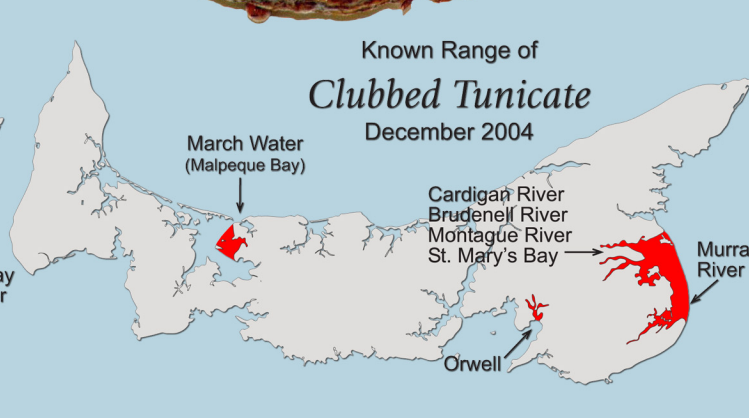 Known Range of
Clubbed Tunicate
December 2004
March Water
(Malpeque Bay)
Cardigan River
Brudenell River
Montague River
St. Mary's Bay
River
Orwell